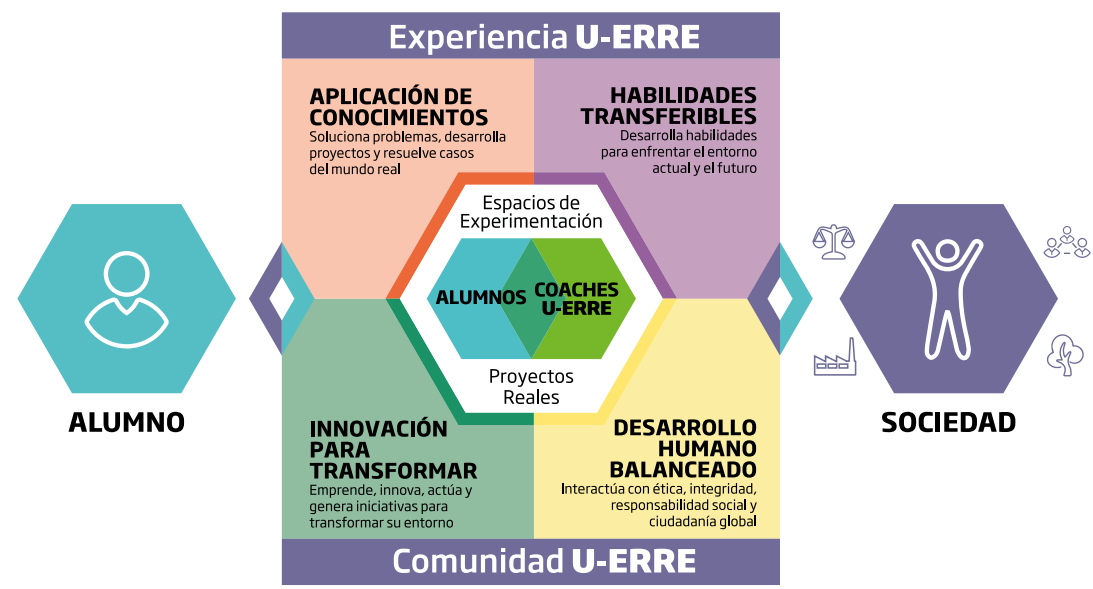 Experiencia U-ERRE
APLICACIÓN DE
CONOCIMIENTOS
Soluciona problemas, desarrolla
proyectos y resuelve casos
del mundo real
HABILIDADES
TRANSFERIBLES
Desarrolla habilidades
para enfrentar el entorno
actual y el futuro
Espacios de
Experimentación
ALUMNOS
COACHES
U-ERRE
Proyectos
Reales
ALUMNO
SOCIEDAD
INNOVACIÓN
PARA
TRANSFORMAR
Emprende, innova, actúa y
genera iniciativas para
transformar su entorno
DESARROLLO
HUMANO
BALANCEADO
Interactúa con ética, integridad,
responsabilidad social y
ciudadanía global
Comunidad U-ERRE